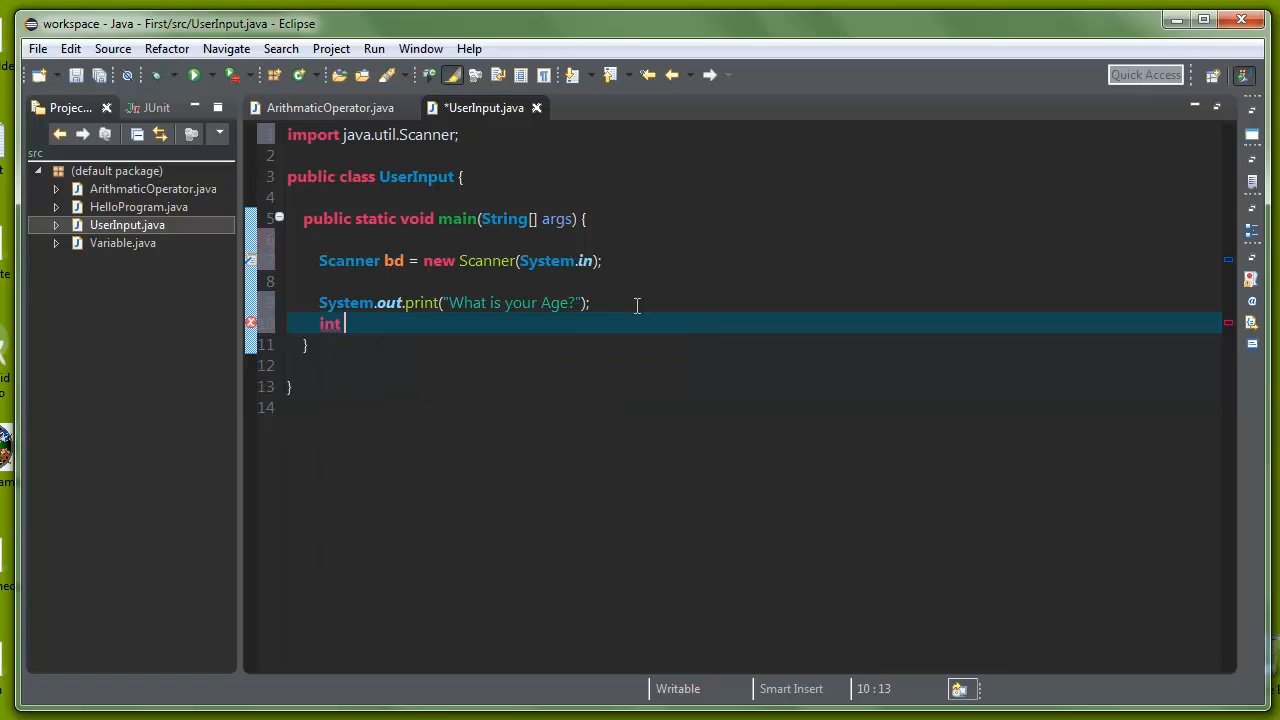 workspace - Java - First/src/UserInput.java - Eclipse
File Edit Source Refactor Navigate Search Project Run Window Help
Quick Access
Projec... JUnit ArithmaticOperator.java *UserInput.java
src
(default package)
ArithmaticOperator.java
HelloProgram.java
UserInput.java
Variable.java
1 import java.util.Scanner;
2
3 public class UserInput {
4
5 public static void main(String[] args) {
6
7 Scanner bd = new Scanner(System.in);
8
9 System.out.print("What is your Age?");
10 int
11 }
12
13 }
14
Writable Smart Insert 10 : 13